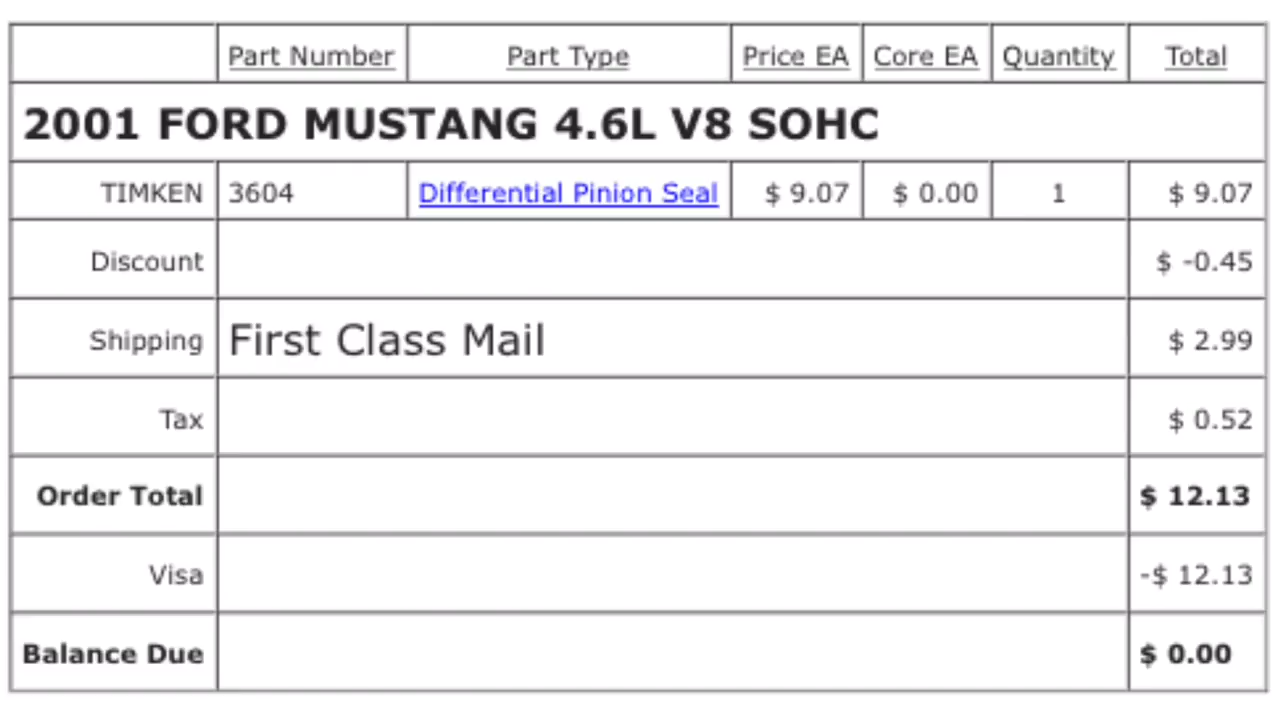 Part Number Part Type Price EA Core EA Quantity Total
2001 FORD MUSTANG 4.6L V8 SOHC
TIMKEN 3604 Differential Pinion Seal $ 9.07 $ 0.00 1 $ 9.07
Discount $ -0.45
Shipping First Class Mail $ 2.99
Tax $ 0.52
Order Total $ 12.13
Visa -$ 12.13
Balance Due $ 0.00